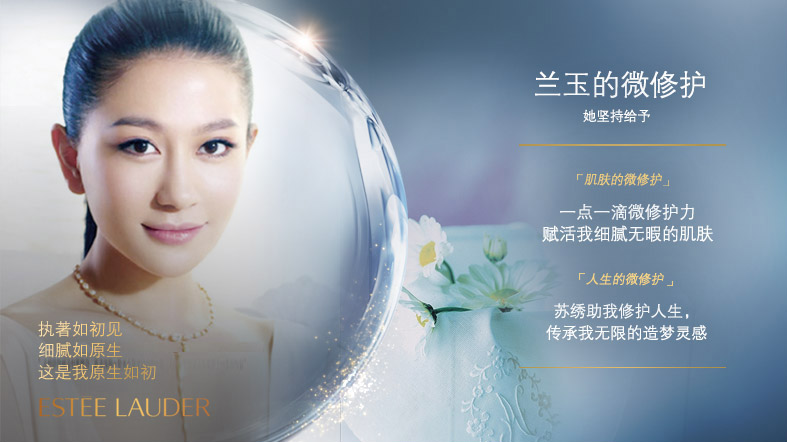 兰玉的微修护
她坚持给予
「肌肤的微修护」
一点一滴微修护力
赋活我细腻无暇的肌肤
「人生的微修护」
苏绣助我修护人生，
传承我无限的造梦灵感
执著如初见
细腻如原生
这是我原生如初
ESTEE LAUDER